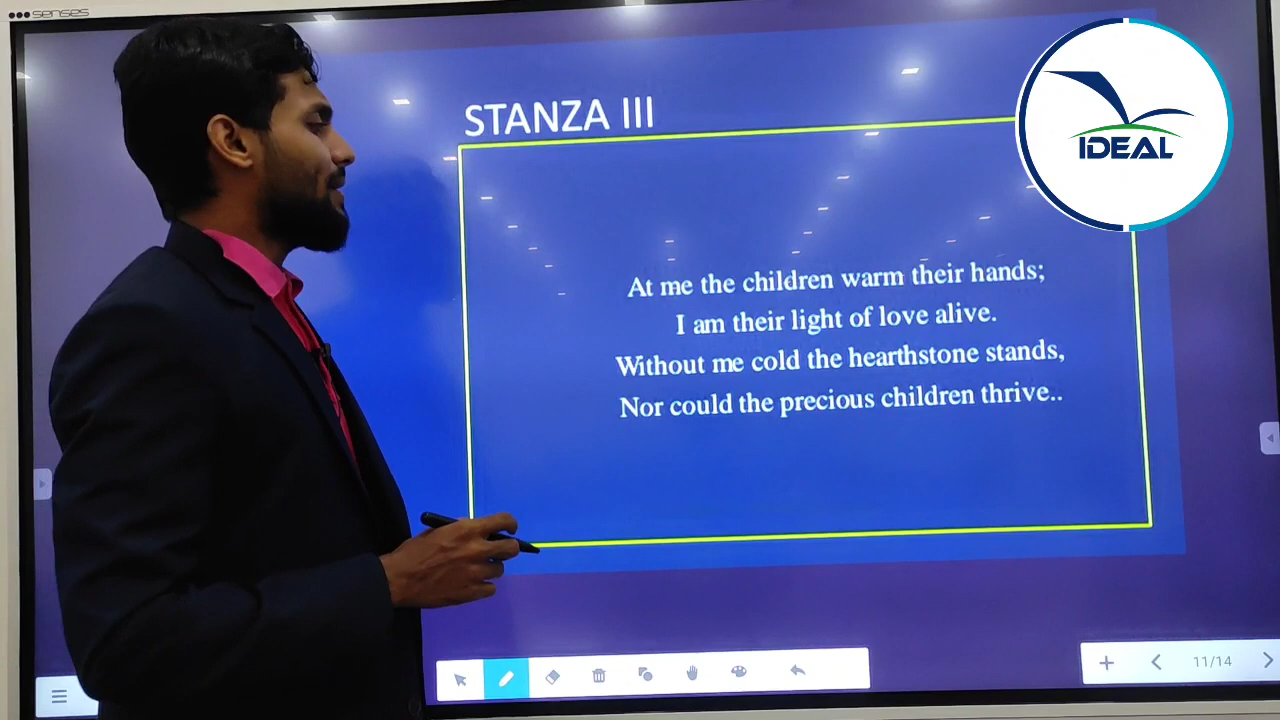 senses
STANZA III
IDEAL
At me the children warm their hands;
I am their light of love alive.
Without me cold the hearthstone stands,
Nor could the precious children thrive..
11/14